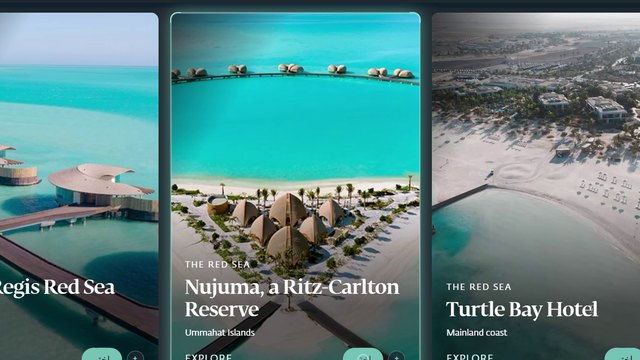 Regis Red Sea
THE RED SEA
Nujuma, a Ritz-Carlton
Reserve
Ummahat Islands
EXPLORE
THE RED SEA
Turtle Bay Hotel
Mainland coast
EXPLORE